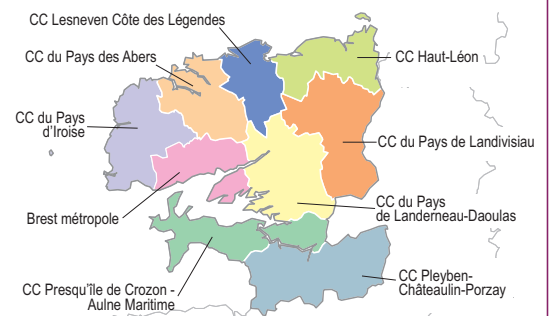 CC Lesneven Côte des Légendes
CC du Pays des Abers
CC Haut-Léon
CC du Pays
d'Iroise
CC du Pays de Landivisiau
Brest métropole
CC du Pays
de Landerneau-Daoulas
CC Presqu'île de Crozon -
Aulne Maritime
CC Pleyben-
Châteaulin-Porzay